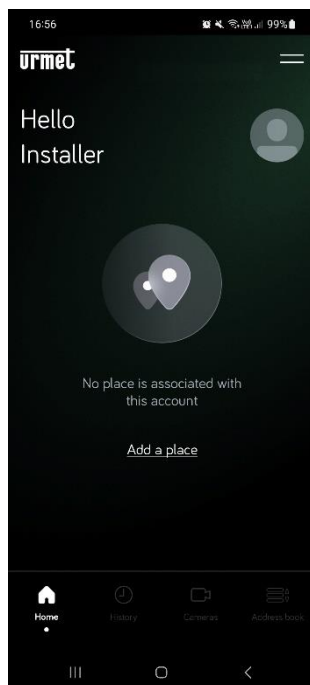 16:56
99%
urmet
Hello
Installer
No place is associated with
this account
Add a place
Home
History
Cameras
Address book